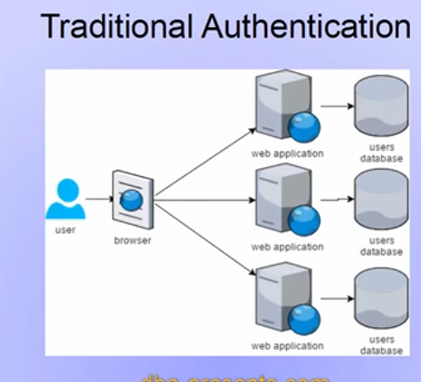 Traditional Authentication
web application
users
database
user
browser
web application
users
database
web application
users
database